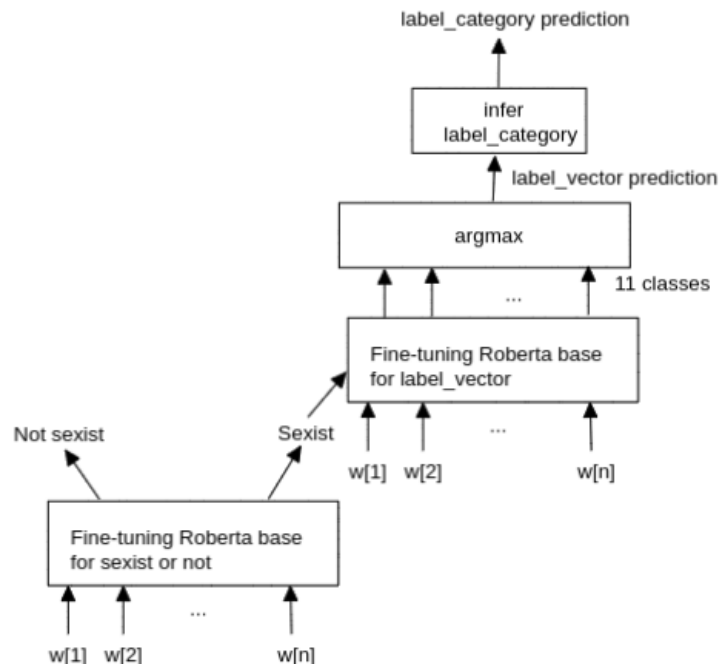 label_category prediction
infer
label_category
label_vector prediction
argmax
... 11 classes
Fine-tuning Roberta base
for label_vector
Not sexist Sexist ...
w[1] w[2] w[n]
Fine-tuning Roberta base
for sexist or not
...
w[1] w[2] w[n]